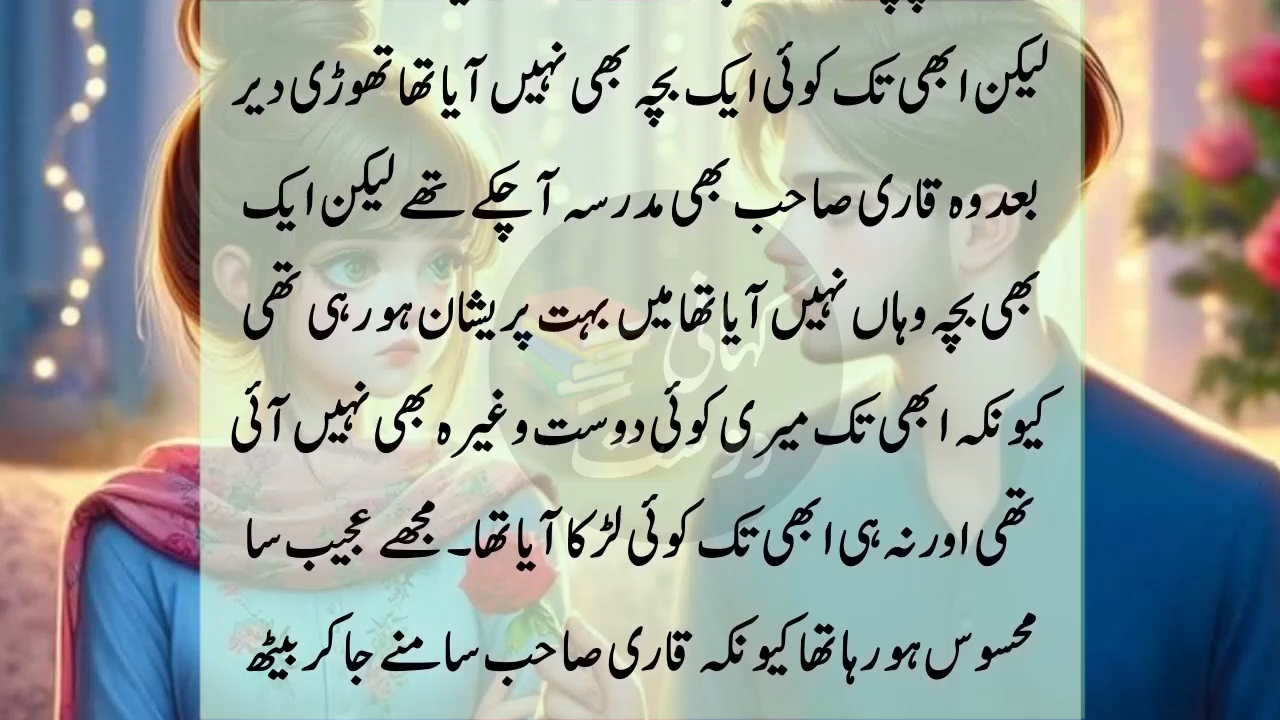 لیکن ابھی تک کوئی ایک بچہ بھی نہیں آیا تھا تھوڑی دیر
بعد وہ قاری صاحب بھی مدرسہ آ چکے تھے لیکن ایک
بھی بچہ وہاں نہیں آیا تھا میں بہت پریشان ہو رہی تھی
کیونکہ ابھی تک میری کوئی دوست وغیرہ بھی نہیں آئی
تھی اور نہ ہی ابھی تک کوئی لڑکا آیا تھا۔ مجھے عجیب سا
محسوس ہو رہا تھا کیونکہ قاری صاحب سامنے جا کر بیٹھ
کہانی